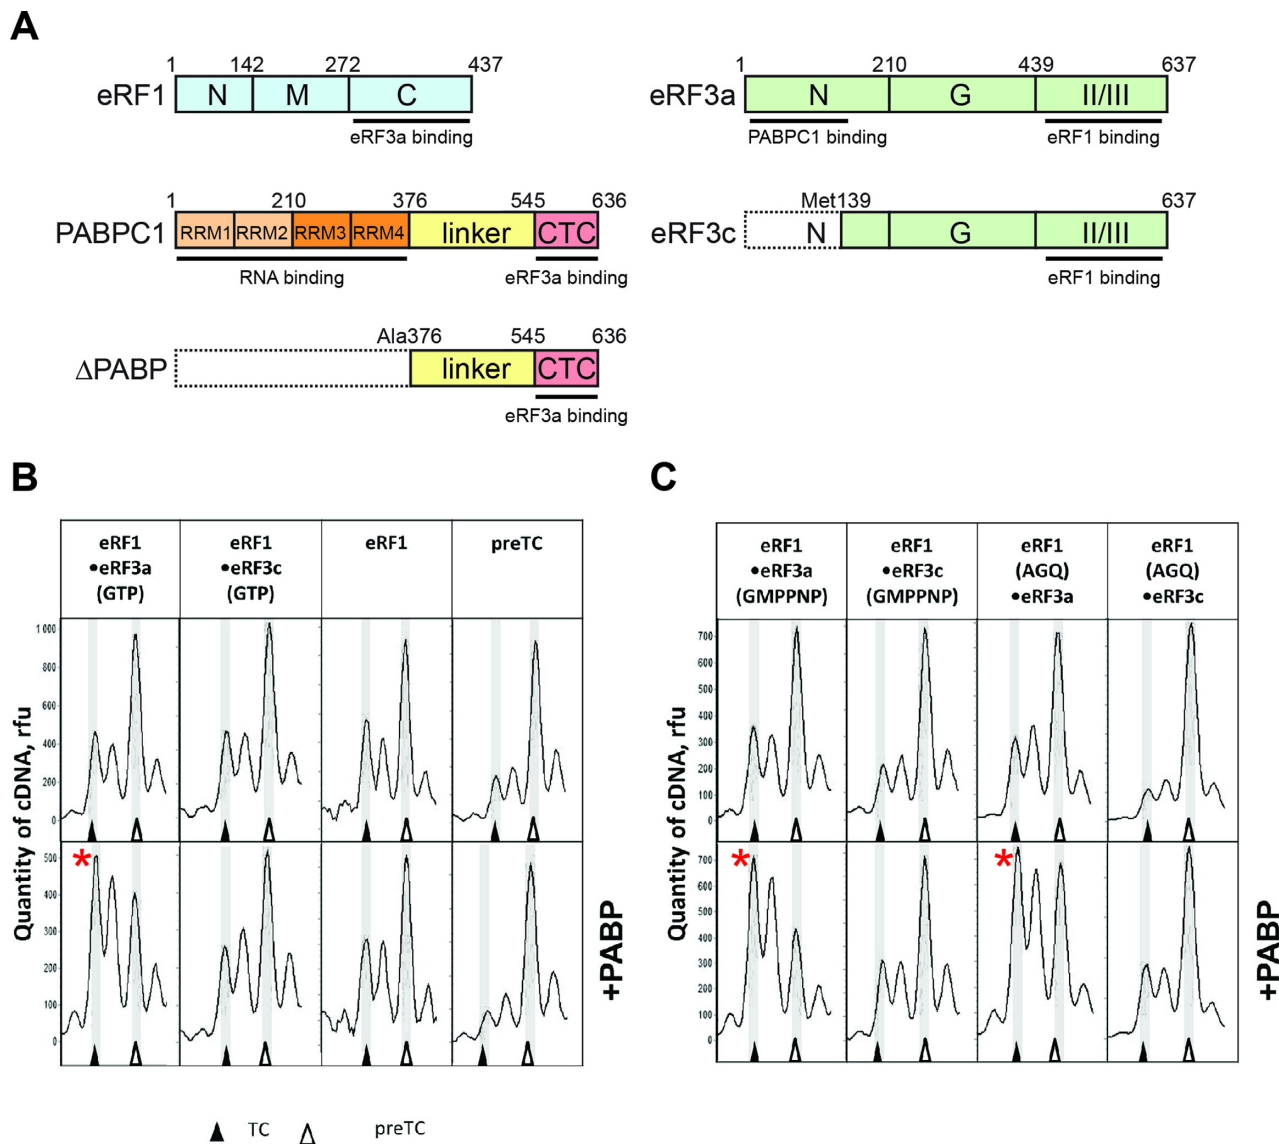 A
1 142 272 437
eRF1 N M C
eRF3a binding
1 210 439 637
eRF3a N G II/III
PABPC1 binding eRF1 binding
1 210 376 545 636
PABPC1 RRM1 RRM2 RRM3 RRM4 linker CTC
RNA binding eRF3a binding
Met139 637
eRF3c N G II/III
eRF1 binding
Ala376 545 636
ΔPABP linker CTC
eRF3a binding
B
eRF1
•eRF3a
(GTP)
eRF1
•eRF3c
(GTP)
eRF1
preTC
Quantity of cDNA, rfu
1000
800
600
400
200
0
*
500
400
300
200
100
0
+PABP
▲ TC △ preTC
C
eRF1
•eRF3a
(GMPPNP)
eRF1
•eRF3c
(GMPPNP)
eRF1
(AGQ)
•eRF3a
eRF1
(AGQ)
•eRF3c
Quantity of cDNA, rfu
700
600
500
400
300
200
100
0
* *
700
600
500
400
300
200
100
0
+PABP